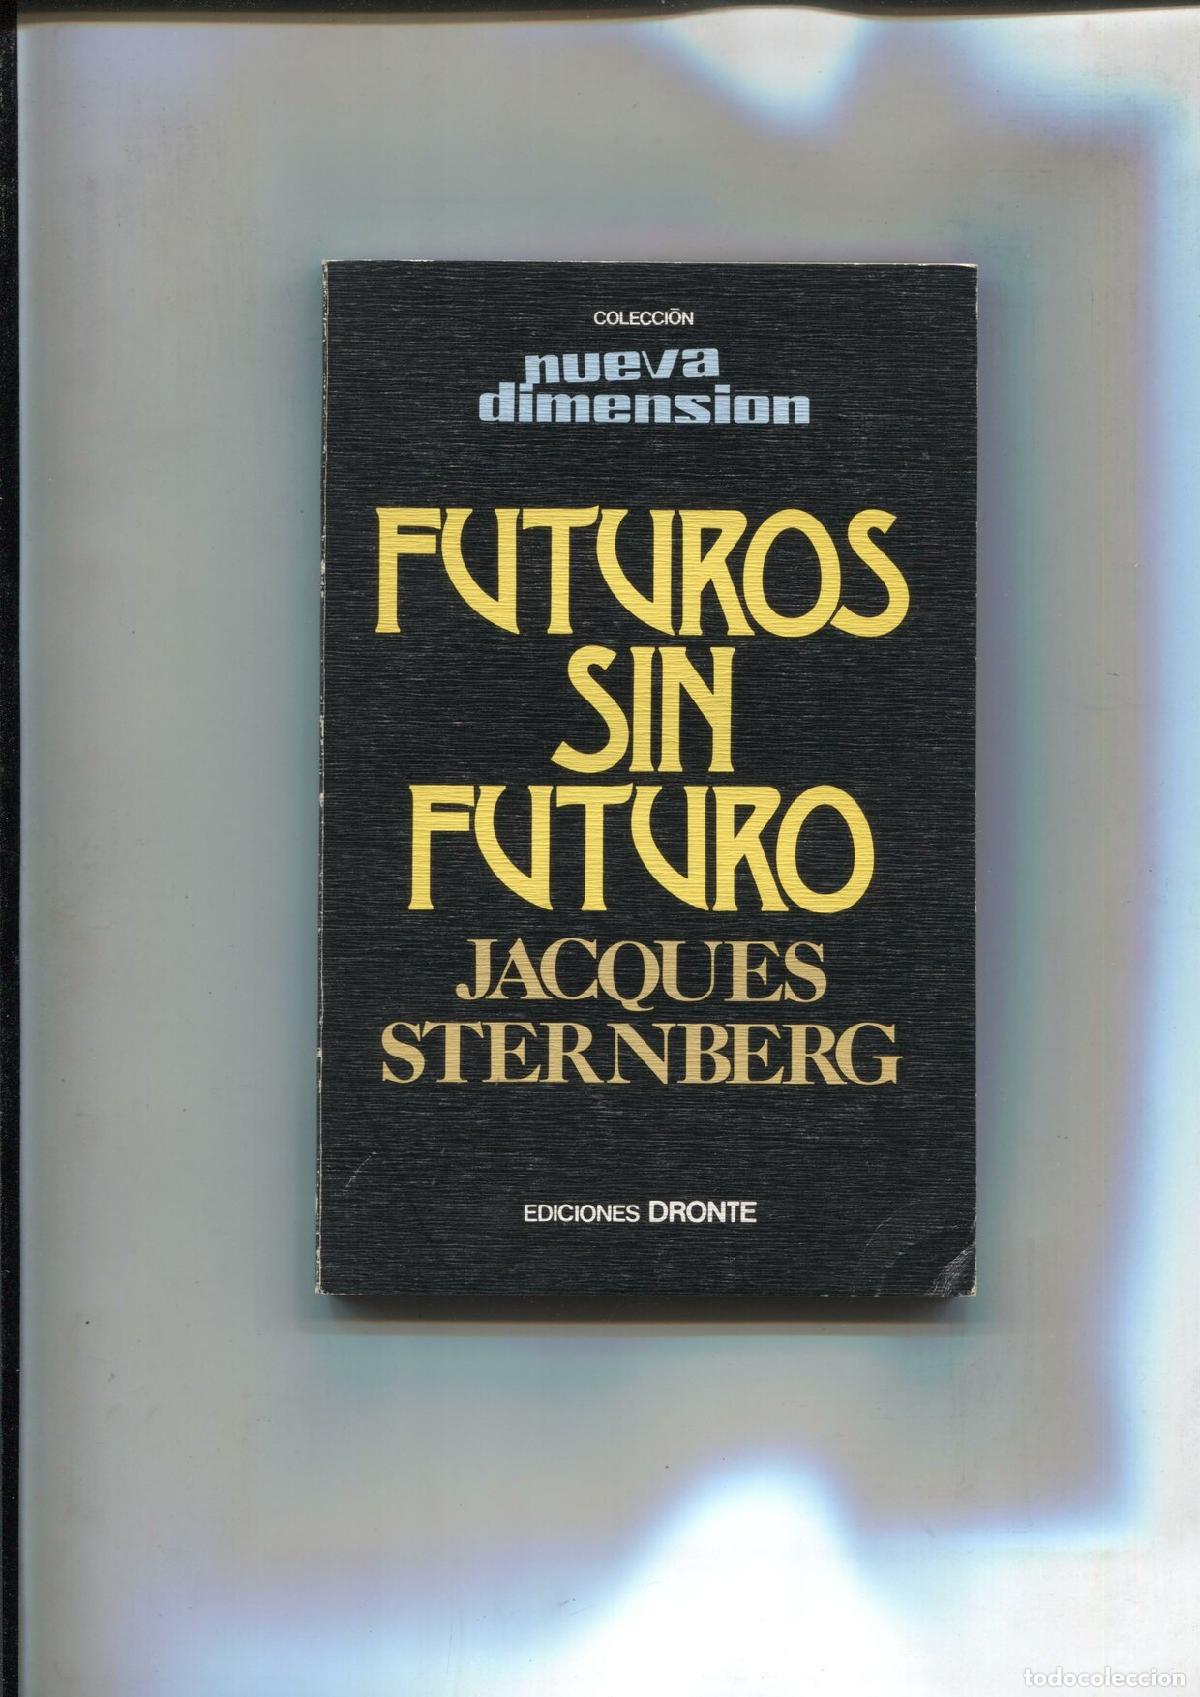 COLECCIÓN
nueva
dimension
FUTUROS
SIN
FUTURO
JACQUES
STERNBERG
EDICIONES DRONTE
todocoleccion